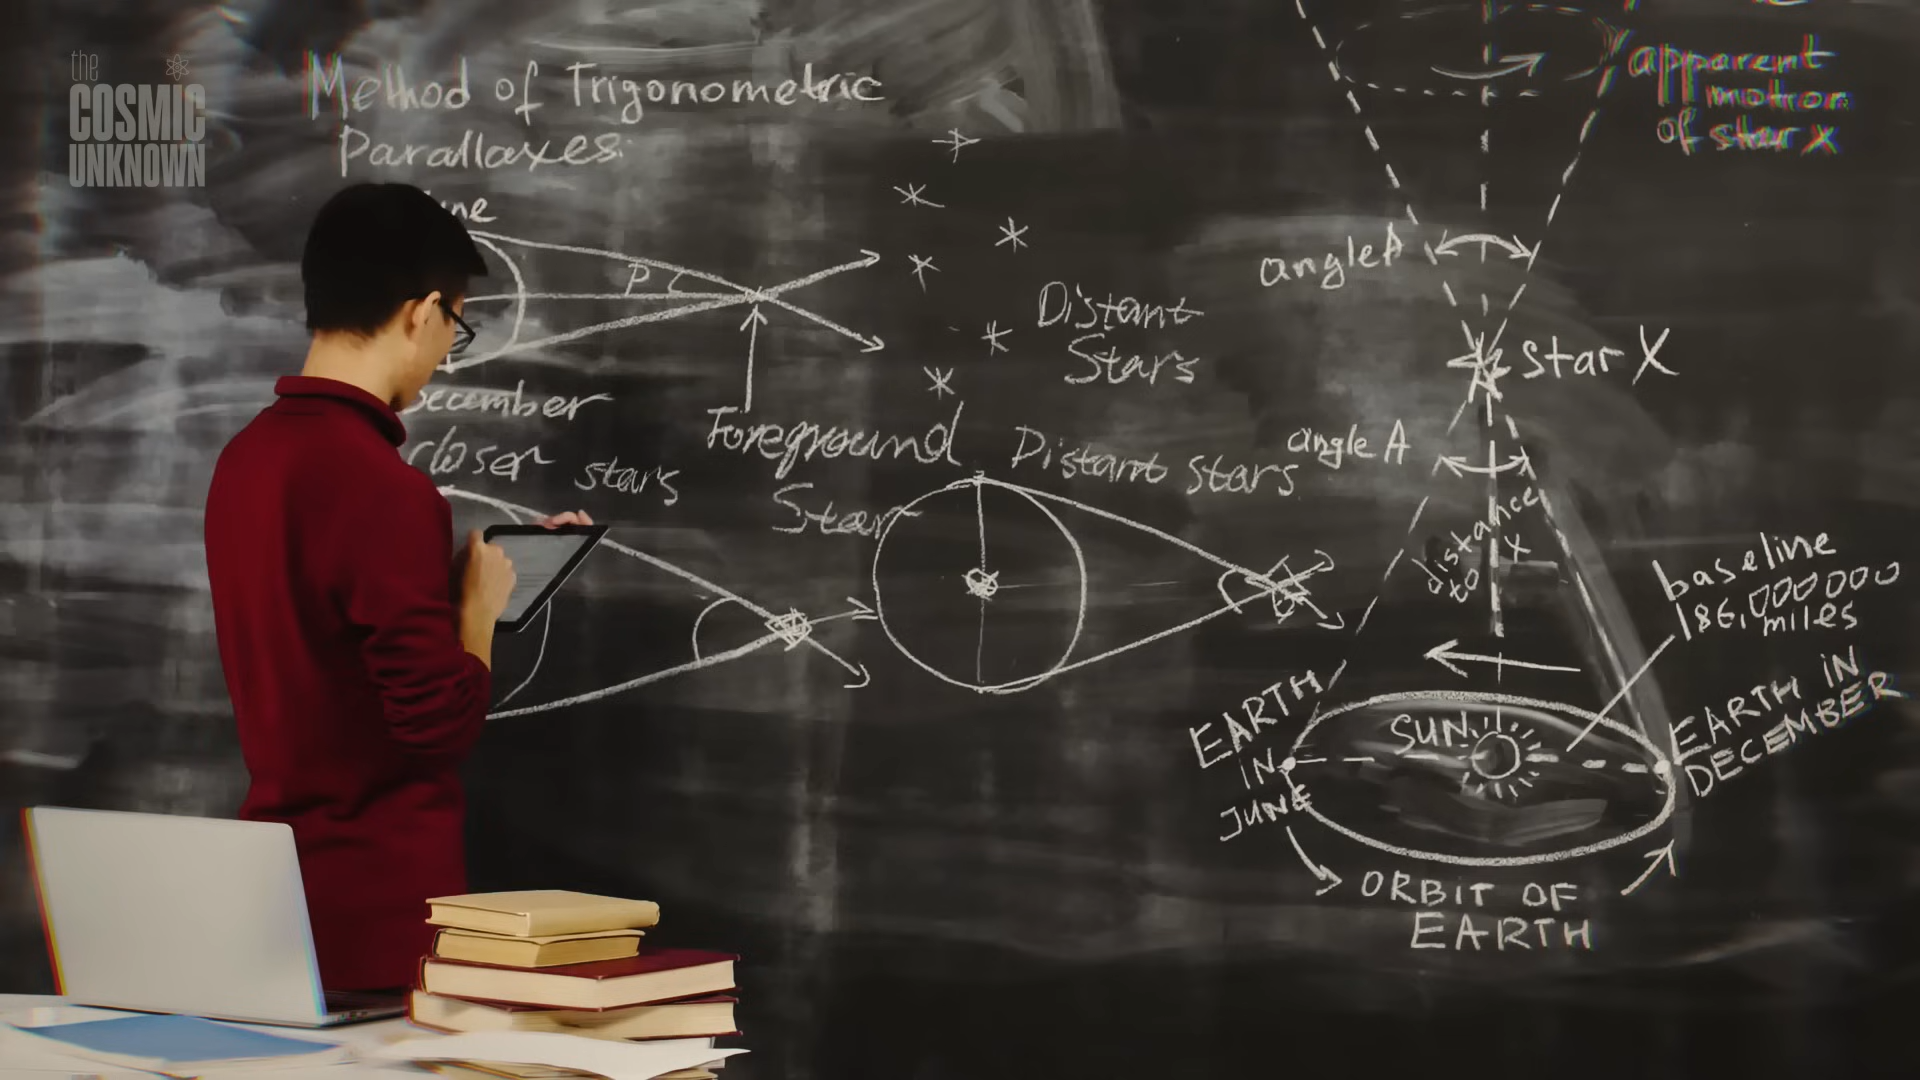 the
COSMIC
UNKNOWN
Method of Trigonometric
Parallaxes:
P
Distant
Stars
Foreground
Star
closer stars
Distant stars
apparent
motion
of star X
angle A
star X
angle A
distance
to X
baseline
186,000000
miles
EARTH
IN
JUNE
SUN
EARTH IN
DECEMBER
ORBIT OF
EARTH